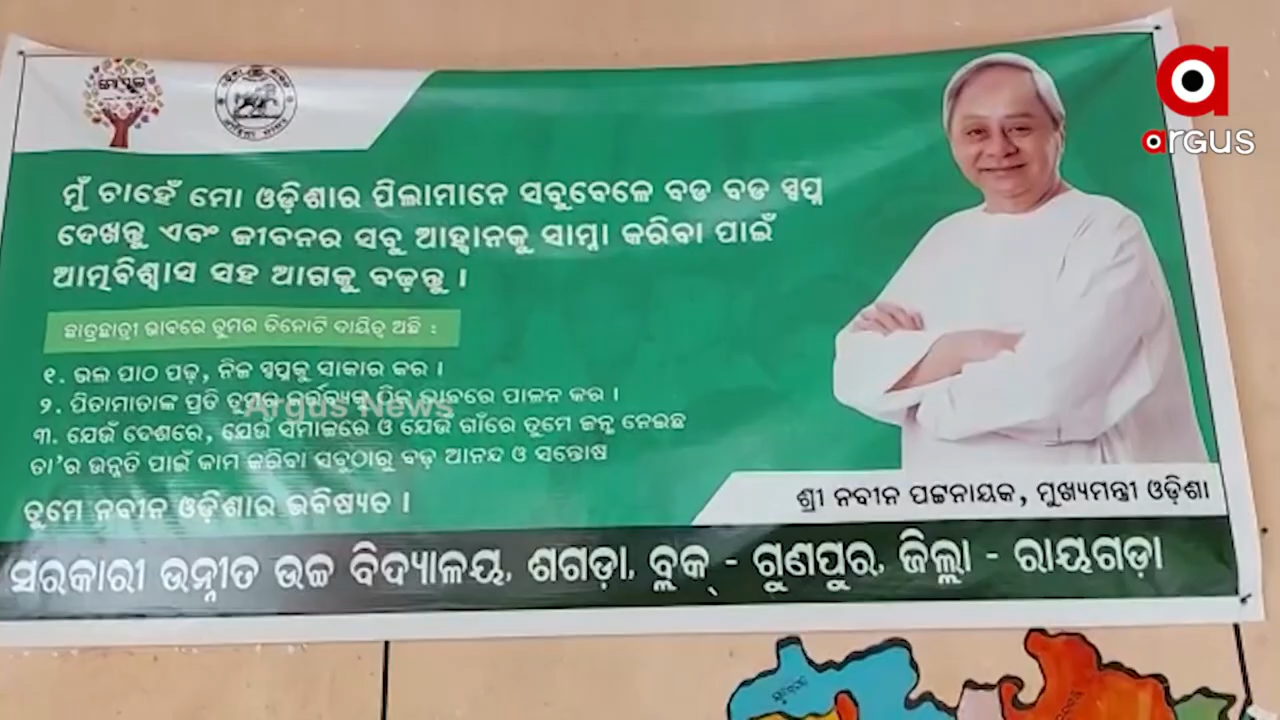 ମୋ ସ୍କୁଲ
argus
ମୁଁ ଚାହେଁ ମୋ ଓଡ଼ିଶାର ପିଲାମାନେ ସବୁବେଳେ ବଡ ବଡ ସ୍ୱପ୍ନ
ଦେଖନ୍ତୁ ଏବଂ ଜୀବନର ସବୁ ଆହ୍ୱାନକୁ ସାମ୍ନା କରିବା ପାଇଁ
ଆତ୍ମବିଶ୍ୱାସ ସହ ଆଗକୁ ବଢ଼ନ୍ତୁ ।
ଛାତ୍ରଛାତ୍ରୀ ଭାବରେ ତୁମର ତିନୋଟି ଦାୟିତ୍ୱ ଅଛି :
୧. ଭଲ ପାଠ ପଢ଼, ନିଜ ସ୍ୱପ୍ନକୁ ସାକାର କର ।
୨. ପିତାମାତାଙ୍କ ପ୍ରତି ତୁମର କର୍ତ୍ତବ୍ୟକୁ ଠିକ୍ ଭାବରେ ପାଳନ କର ।
Argus News
୩. ଯେଉଁ ଦେଶରେ, ଯେଉଁ ସମାଜରେ ଓ ଯେଉଁ ଗାଁରେ ତୁମେ ଜନ୍ମ ନେଇଛ
ତା'ର ଉନ୍ନତି ପାଇଁ କାମ କରିବା ସବୁଠାରୁ ବଡ଼ ଆନନ୍ଦ ଓ ସନ୍ତୋଷ
ତୁମେ ନବୀନ ଓଡ଼ିଶାର ଭବିଷ୍ୟତ ।
ଶ୍ରୀ ନବୀନ ପଟ୍ଟନାୟକ, ମୁଖ୍ୟମନ୍ତ୍ରୀ ଓଡ଼ିଶା
ସରକାରୀ ଉନ୍ନୀତ ଉଚ୍ଚ ବିଦ୍ୟାଳୟ, ଶଗଡ଼ା, ବ୍ଲକ୍ - ଗୁଣପୁର, ଜିଲ୍ଲା - ରାୟଗଡ଼ା